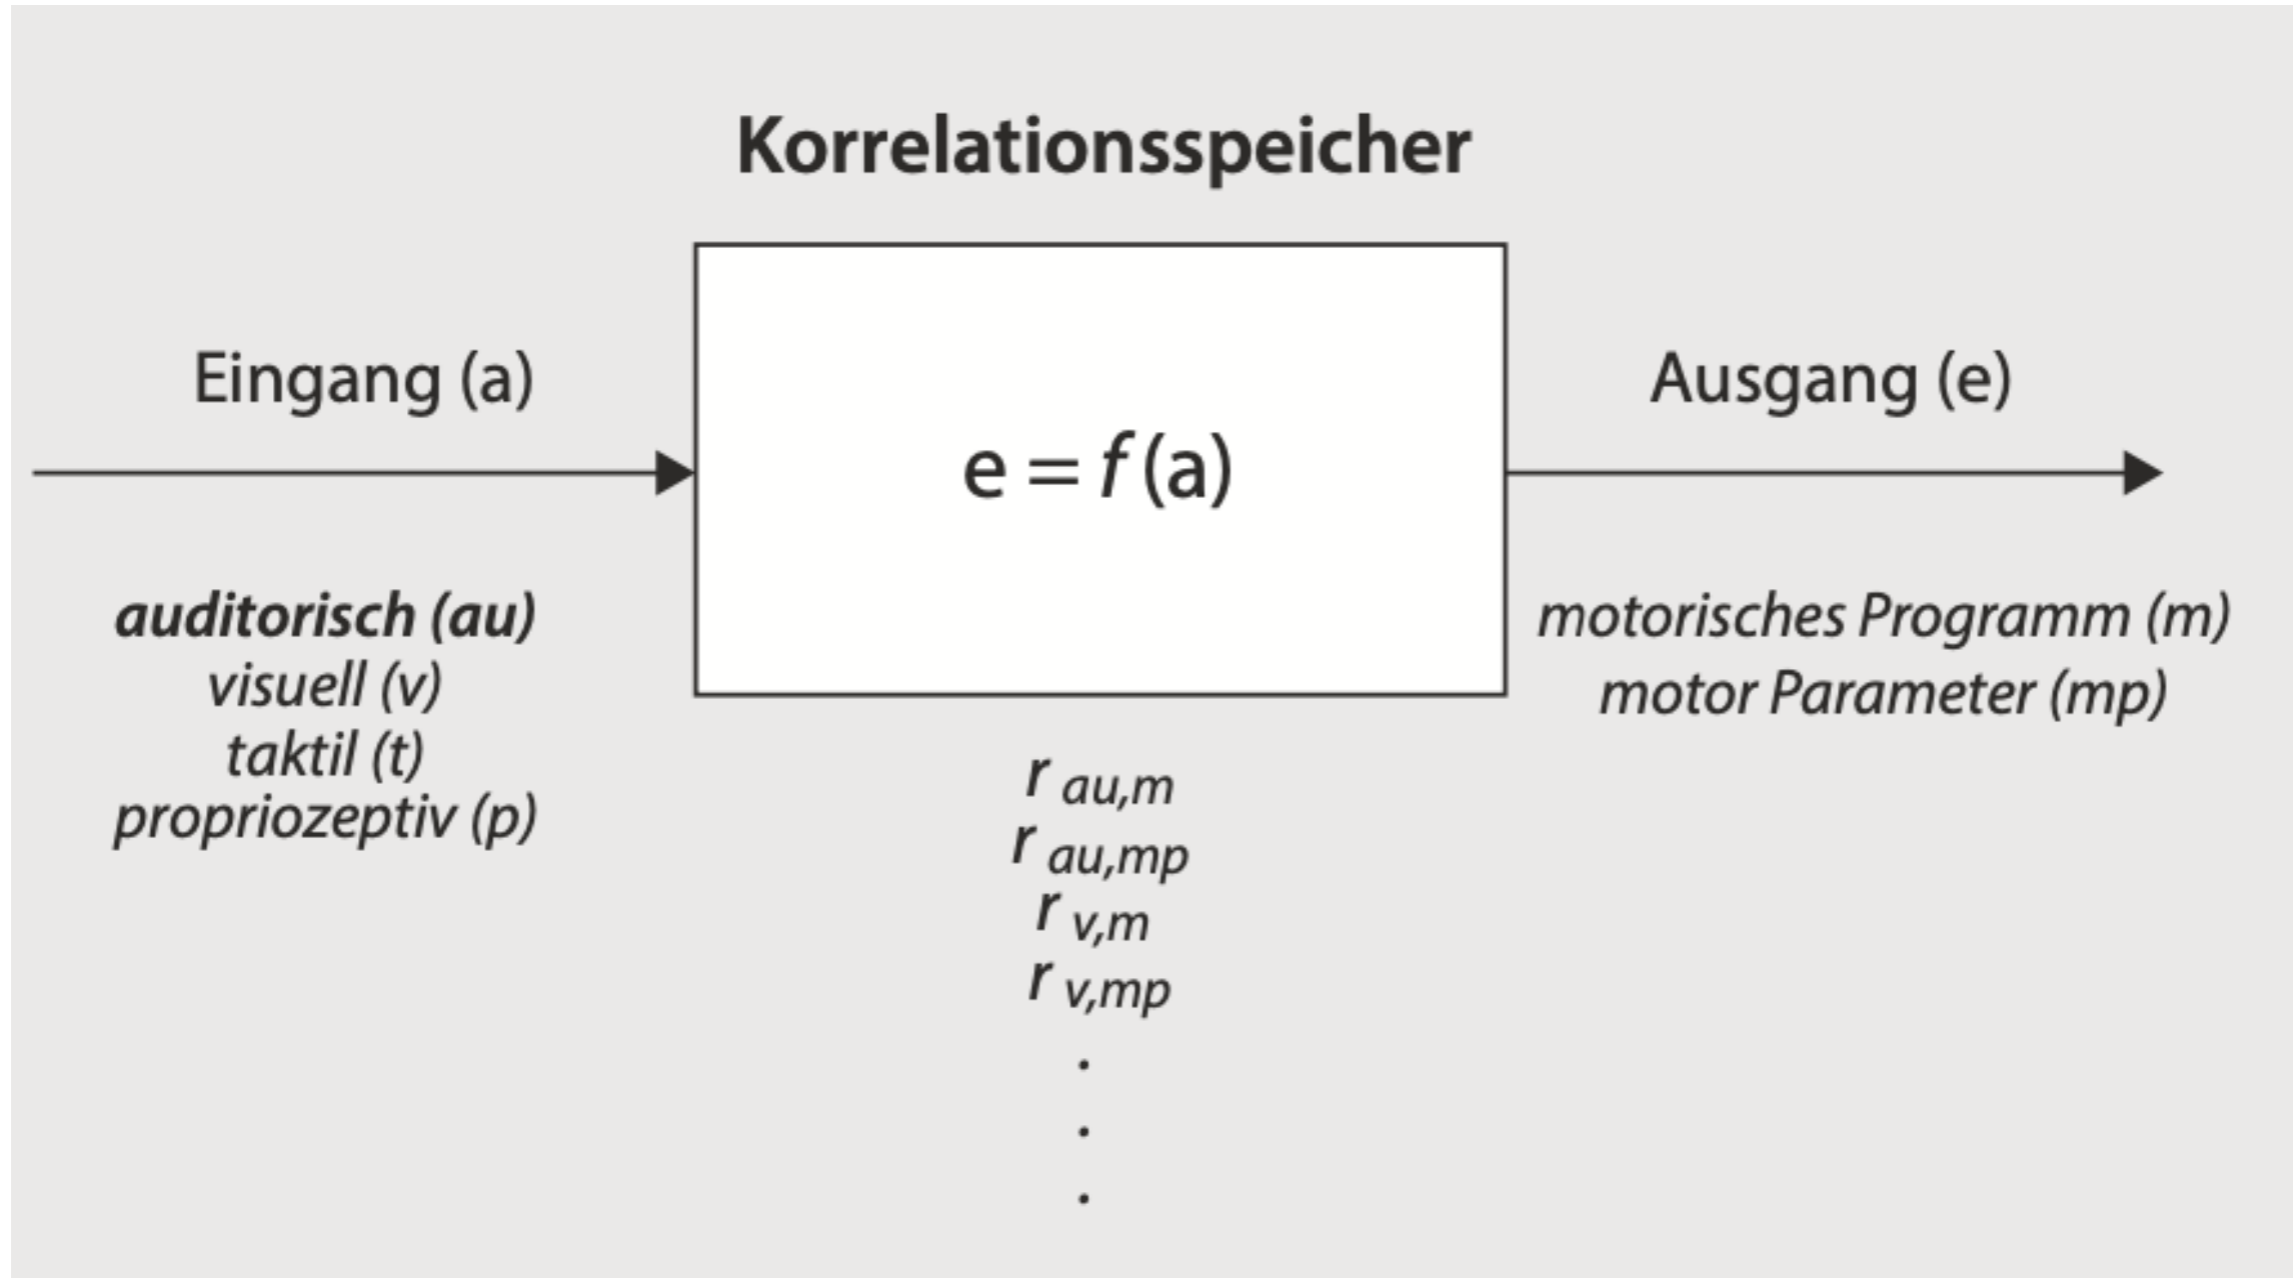 Korrelationsspeicher
Eingang (a)
e = f (a)
Ausgang (e)
auditorisch (au)
visuell (v)
taktil (t)
propriozeptiv (p)
motorisches Programm (m)
motor Parameter (mp)
r au,m
r au,mp
r v,m
r v,mp
.
.
.